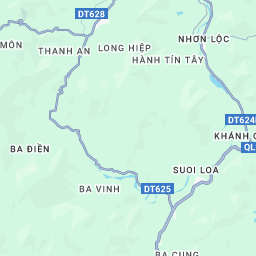 DT628
MÔN
THANH AN
LONG HIỆP
NHƠN LỘC
HÀNH TÍN TÂY
DT624
KHÁNH C
QL
BA ĐIỀN
SUOI LOA
BA VINH
DT625
BA CUNG